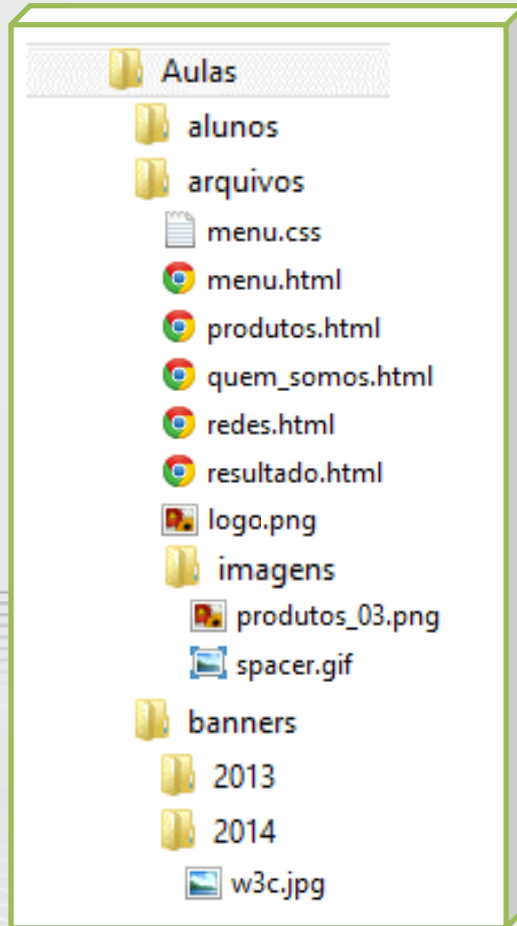 Aulas
alunos
arquivos
menu.css
menu.html
produtos.html
quem_somos.html
redes.html
resultado.html
logo.png
imagens
produtos_03.png
spacer.gif
banners
2013
2014
w3c.jpg